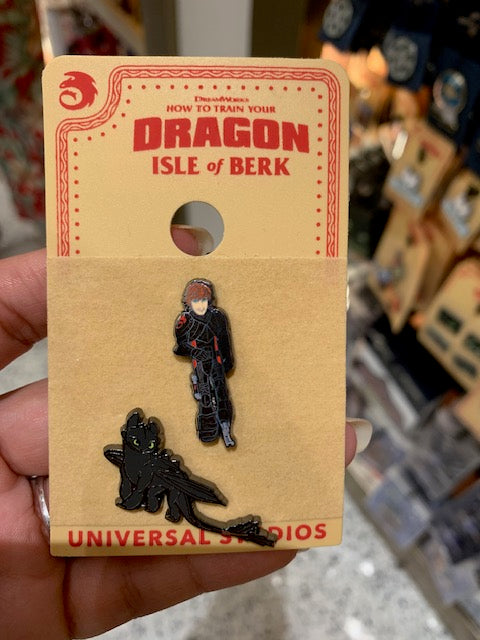 DREAMWORKS
HOW TO TRAIN YOUR
DRAGON
ISLE of BERK
UNIVERSAL STUDIOS